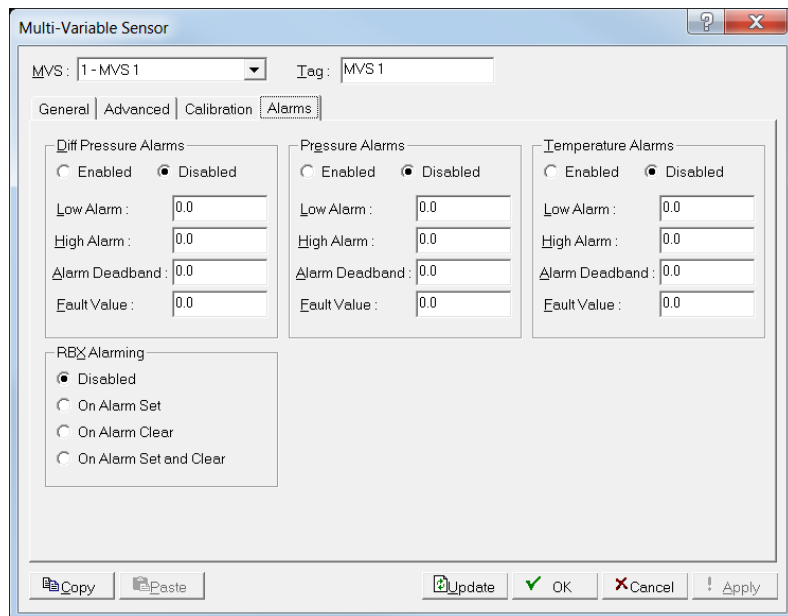 Multi-Variable Sensor
MVS : 1 - MVS 1 Tag : MVS 1
General Advanced Calibration Alarms
Diff Pressure Alarms
Enabled Disabled
Low Alarm : 0.0
High Alarm : 0.0
Alarm Deadband : 0.0
Fault Value : 0.0
Pressure Alarms
Enabled Disabled
Low Alarm : 0.0
High Alarm : 0.0
Alarm Deadband : 0.0
Fault Value : 0.0
Temperature Alarms
Enabled Disabled
Low Alarm : 0.0
High Alarm : 0.0
Alarm Deadband : 0.0
Fault Value : 0.0
RBX Alarming
Disabled
On Alarm Set
On Alarm Clear
On Alarm Set and Clear
Copy Paste Update OK Cancel ! Apply